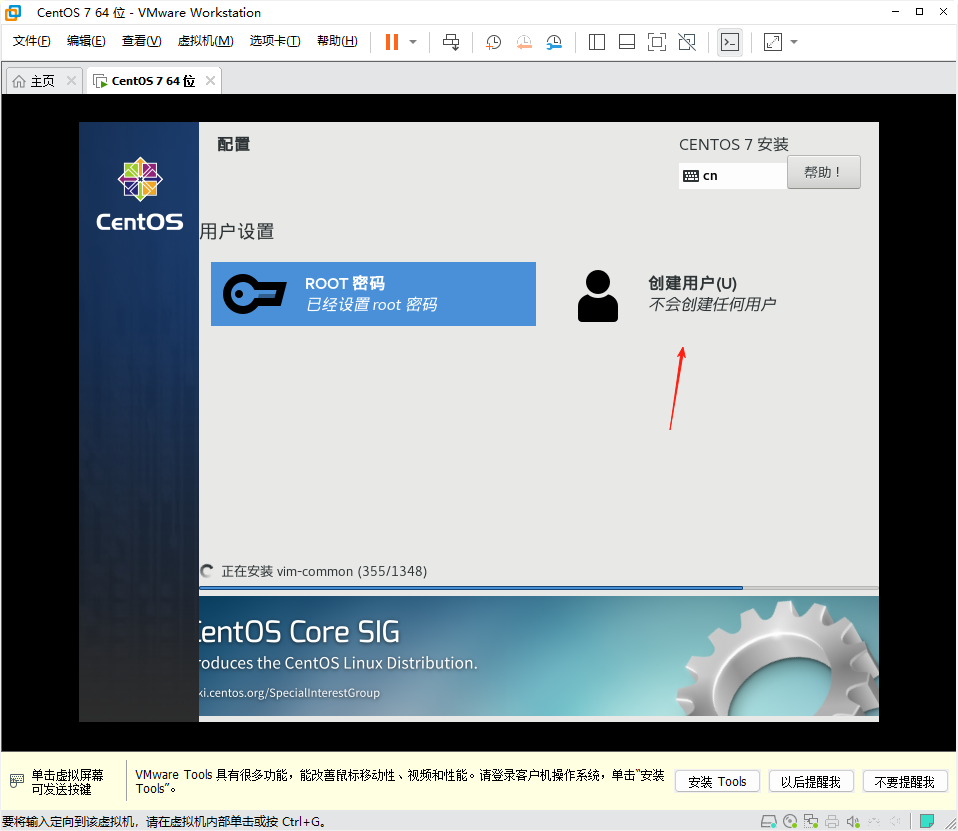 CentOS 7 64 位 - VMware Workstation
文件(F) 编辑(E) 查看(V) 虚拟机(M) 选项卡(T) 帮助(H)
主页 CentOS 7 64 位
配置
CENTOS 7 安装
cn
帮助！
CentOS
用户设置
ROOT 密码
已经设置 root 密码
创建用户(U)
不会创建任何用户
正在安装 vim-common (355/1348)
entOS Core SIG
roduces the CentOS Linux Distribution.
ki.centos.org/SpecialInterestGroup
单击虚拟屏幕
可发送按键
VMware Tools 具有很多功能，能改善鼠标移动性、视频和性能。请登录客户机操作系统，单击“安装
Tools”。
安装 Tools 以后提醒我 不要提醒我
要将输入定向到该虚拟机，请在虚拟机内部单击或按 Ctrl+G。